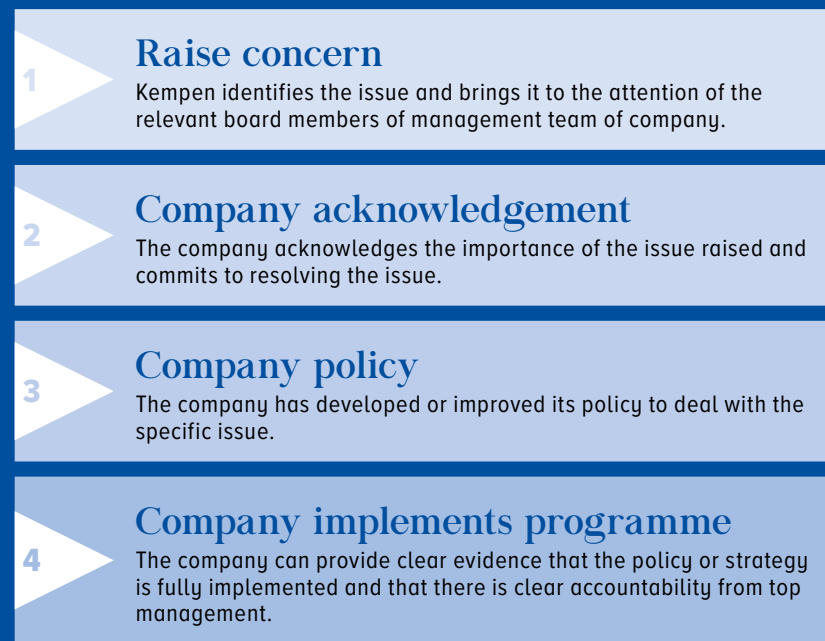 1
Raise concern
Kempen identifies the issue and brings it to the attention of the
relevant board members of management team of company.
2
Company acknowledgement
The company acknowledges the importance of the issue raised and
commits to resolving the issue.
3
Company policy
The company has developed or improved its policy to deal with the
specific issue.
4
Company implements programme
The company can provide clear evidence that the policy or strategy
is fully implemented and that there is clear accountability from top
management.